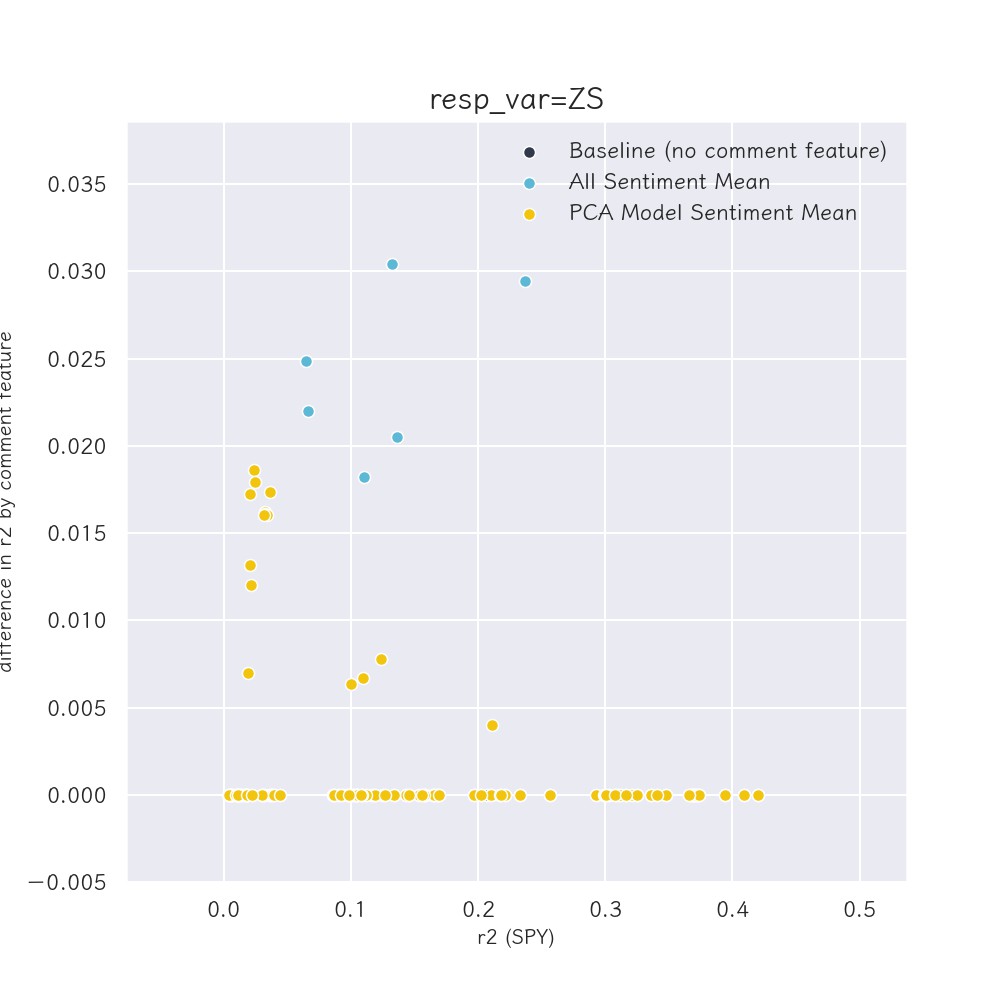 resp_var=ZS
Baseline (no comment feature)
All Sentiment Mean
PCA Model Sentiment Mean
difference in r2 by comment feature
0.035
0.030
0.025
0.020
0.015
0.010
0.005
0.000
−0.005
0.0 0.1 0.2 0.3 0.4 0.5
r2 (SPY)